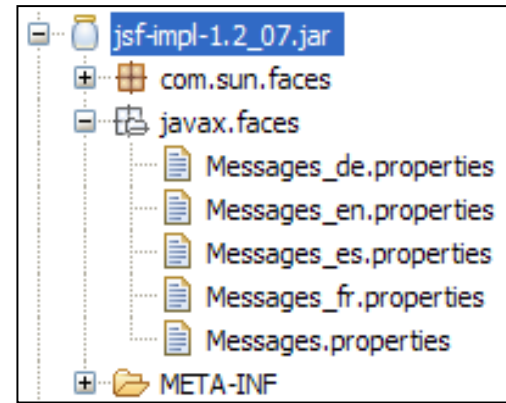 jsf-impl-1.2_07.jar
com.sun.faces
javax.faces
Messages_de.properties
Messages_en.properties
Messages_es.properties
Messages_fr.properties
Messages.properties
META-INF